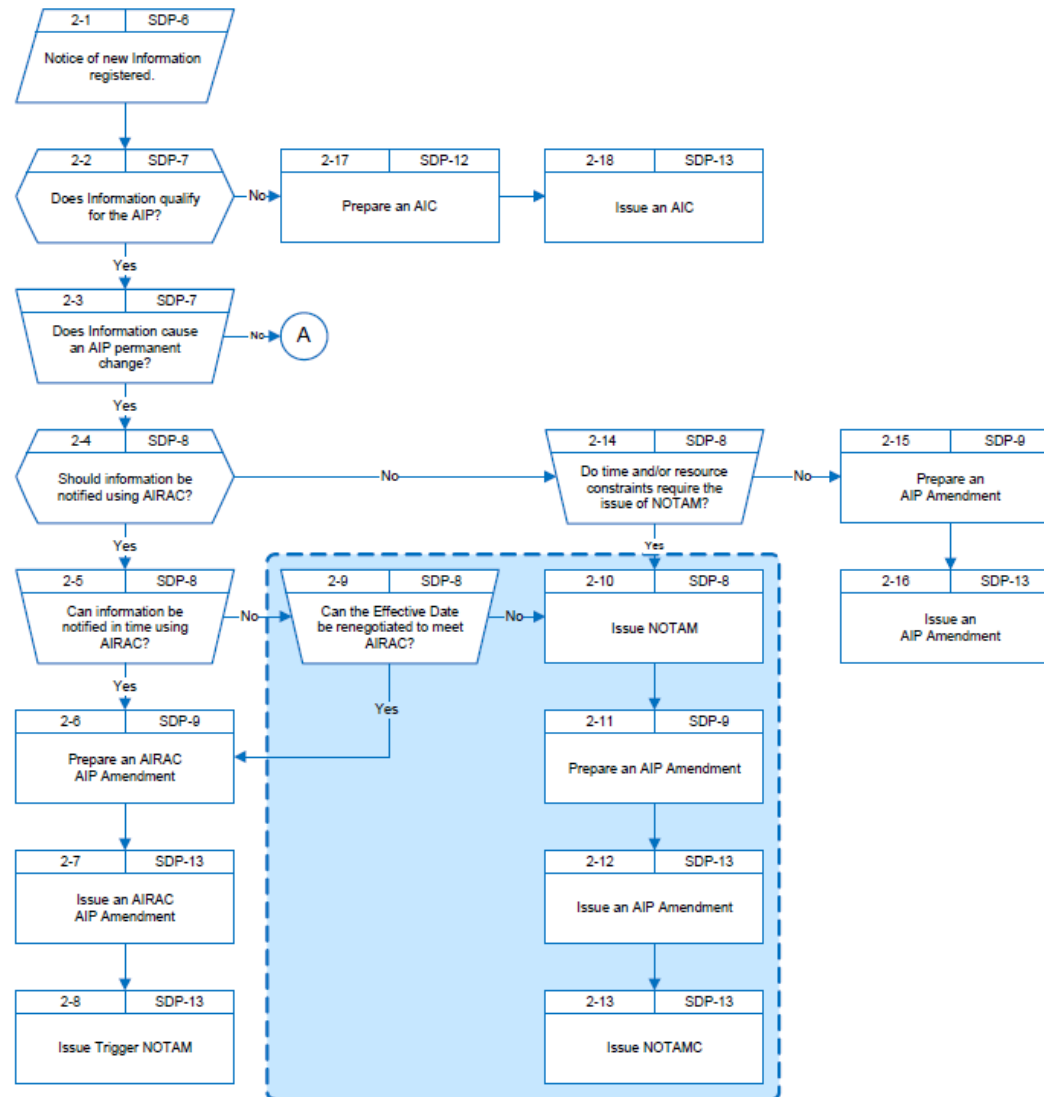 2-1 SDP-6
Notice of new Information
registered.
2-2 SDP-7
Does Information qualify
for the AIP?
No
2-17 SDP-12
Prepare an AIC
2-18 SDP-13
Issue an AIC
Yes
2-3 SDP-7
Does Information cause
an AIP permanent
change?
No
A
Yes
2-4 SDP-8
Should information be
notified using AIRAC?
No
2-14 SDP-8
Do time and/or resource
constraints require the
issue of NOTAM?
No
2-15 SDP-9
Prepare an
AIP Amendment
Yes
Yes
2-16 SDP-13
Issue an
AIP Amendment
2-5 SDP-8
Can information be
notified in time using
AIRAC?
No
2-9 SDP-8
Can the Effective Date
be renegotiated to meet
AIRAC?
No
2-10 SDP-8
Issue NOTAM
Yes
Yes
2-6 SDP-9
Prepare an AIRAC
AIP Amendment
2-11 SDP-9
Prepare an AIP Amendment
2-7 SDP-13
Issue an AIRAC
AIP Amendment
2-12 SDP-13
Issue an AIP Amendment
2-8 SDP-13
Issue Trigger NOTAM
2-13 SDP-13
Issue NOTAMC